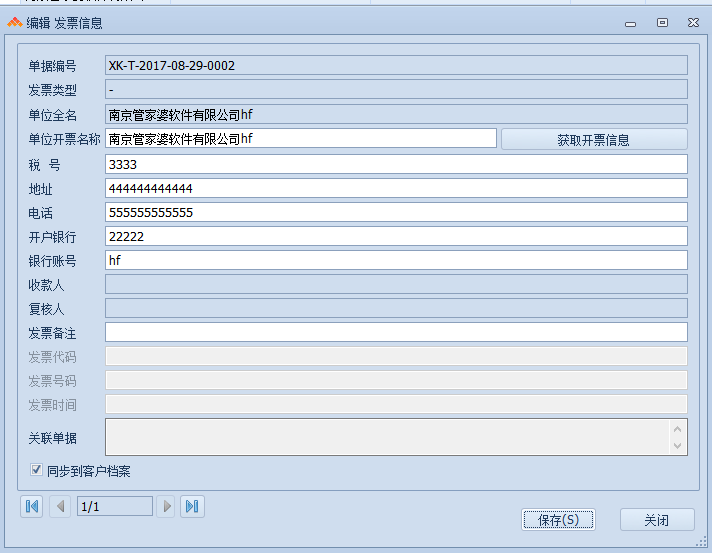 编辑 发票信息
单据编号 XK-T-2017-08-29-0002
发票类型 -
单位全名 南京管家婆软件有限公司hf
单位开票名称 南京管家婆软件有限公司hf 获取开票信息
税 号 3333
地址 444444444444
电话 555555555555
开户银行 22222
银行账号 hf
收款人
复核人
发票备注
发票代码
发票号码
发票时间
关联单据
同步到客户档案
1/1
保存(S) 关闭